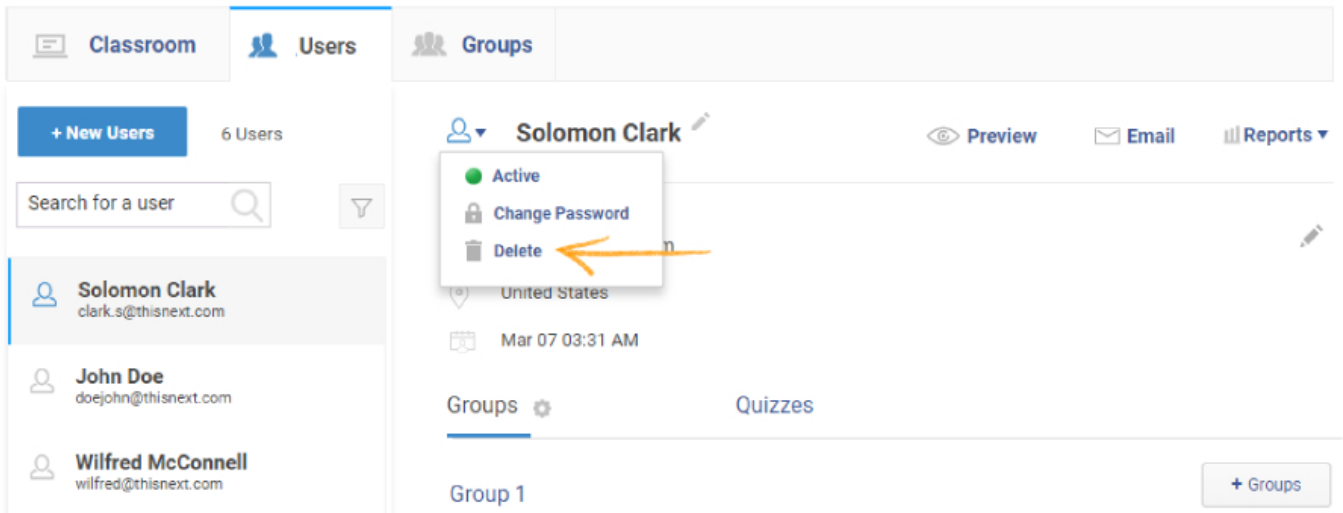 Classroom
Users
Groups
+ New Users
6 Users
Search for a user
Solomon Clark
clark.s@thisnext.com
John Doe
doejohn@thisnext.com
Wilfred McConnell
wilfred@thisnext.com
Solomon Clark
Preview
Email
Reports
Active
Change Password
Delete
m
United States
Mar 07 03:31 AM
Groups
Quizzes
Group 1
+ Groups